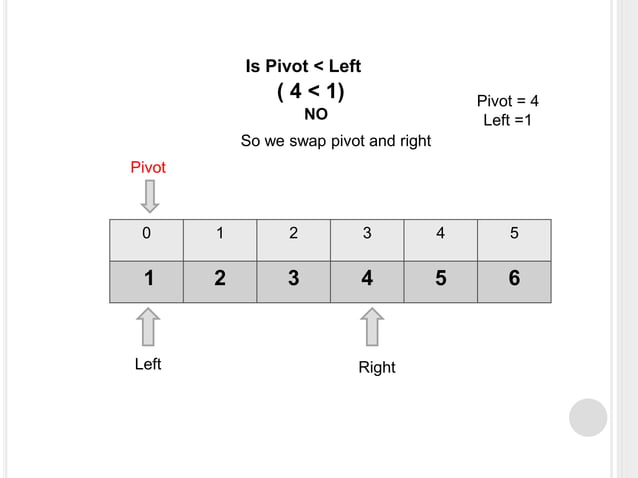 Is Pivot < Left
( 4 < 1)
NO
So we swap pivot and right
Pivot = 4
Left =1
Pivot
0 1 2 3 4 5
1 2 3 4 5 6
Left
Right